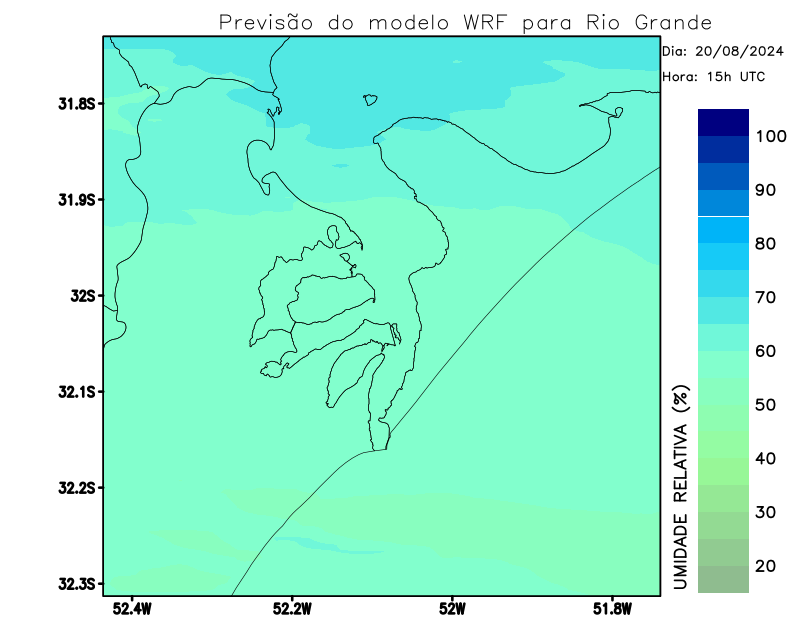 Previsão do modelo WRF para Rio Grande
Dia: 20/08/2024
Hora: 15h UTC
31.8S
31.9S
32S
32.1S
32.2S
32.3S
52.4W
52.2W
52W
51.8W
100
90
80
70
60
50
40
30
20
UMIDADE RELATIVA (%)